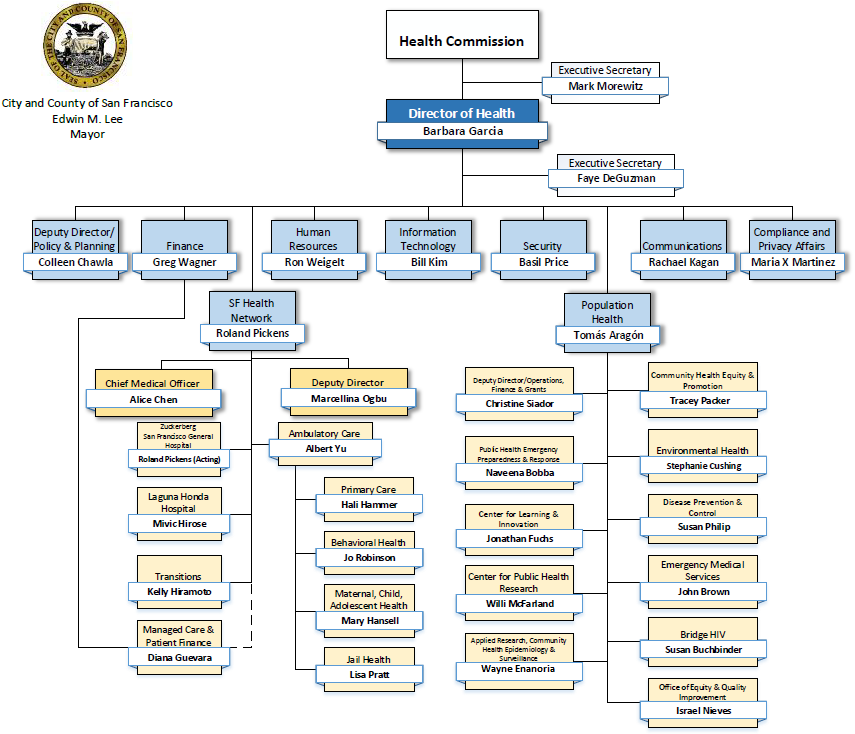 Health Commission
Executive Secretary
Mark Morewitz
City and County of San Francisco
Edwin M. Lee
Mayor
Director of Health
Barbara Garcia
Executive Secretary
Faye DeGuzman
Deputy Director/
Policy & Planning
Colleen Chawla
Finance
Greg Wagner
Human
Resources
Ron Weigelt
Information
Technology
Bill Kim
Security
Basil Price
Communications
Rachael Kagan
Compliance and
Privacy Affairs
Maria X Martinez
SF Health
Network
Roland Pickens
Population
Health
Tomás Aragón
Chief Medical Officer
Alice Chen
Deputy Director
Marcellina Ogbu
Zuckerberg
San Francisco General
Hospital
Roland Pickens (Acting)
Laguna Honda
Hospital
Mivic Hirose
Transitions
Kelly Hiramoto
Managed Care &
Patient Finance
Diana Guevara
Ambulatory Care
Albert Yu
Primary Care
Hali Hammer
Behavioral Health
Jo Robinson
Maternal, Child,
Adolescent Health
Mary Hansell
Jail Health
Lisa Pratt
Deputy Director/Operations,
Finance & Grants
Christine Siador
Public Health Emergency
Preparedness & Response
Naveena Bobba
Center for Learning &
Innovation
Jonathan Fuchs
Center for Public Health
Research
Willi McFarland
Applied Research, Community
Health Epidemiology &
Surveillance
Wayne Enanoria
Community Health Equity &
Promotion
Tracey Packer
Environmental Health
Stephanie Cushing
Disease Prevention &
Control
Susan Philip
Emergency Medical
Services
John Brown
Bridge HIV
Susan Buchbinder
Office of Equity & Quality
Improvement
Israel Nieves
SEAL OF THE CITY AND COUNTY OF SAN FRANCISCO